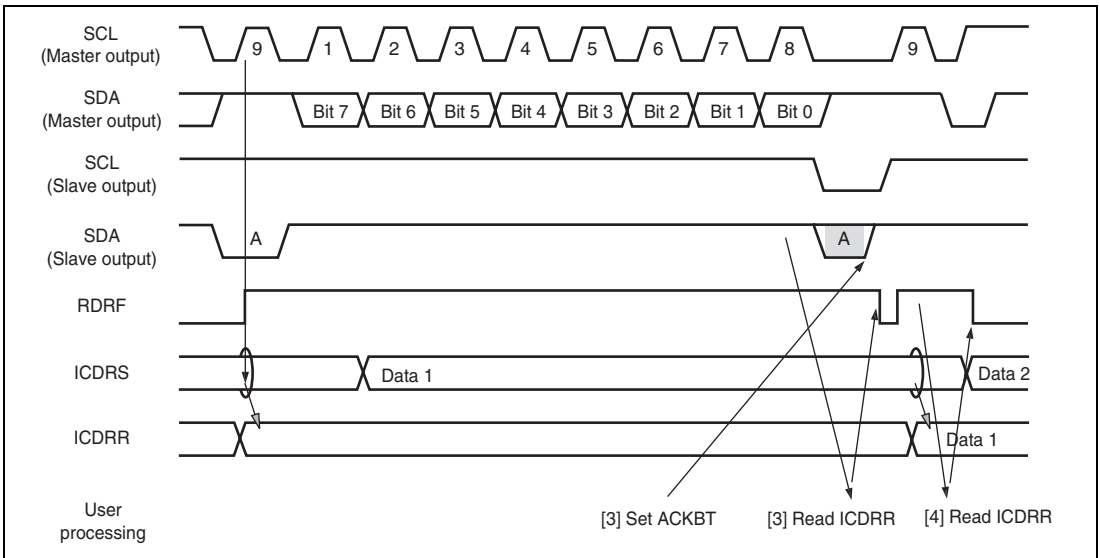 SCL
(Master output)
9 1 2 3 4 5 6 7 8 9
SDA
(Master output)
Bit 7 Bit 6 Bit 5 Bit 4 Bit 3 Bit 2 Bit 1 Bit 0
SCL
(Slave output)
SDA
(Slave output)
A A
RDRF
ICDRS
Data 1 Data 2
ICDRR
Data 1
User
processing
[3] Set ACKBT [3] Read ICDRR [4] Read ICDRR